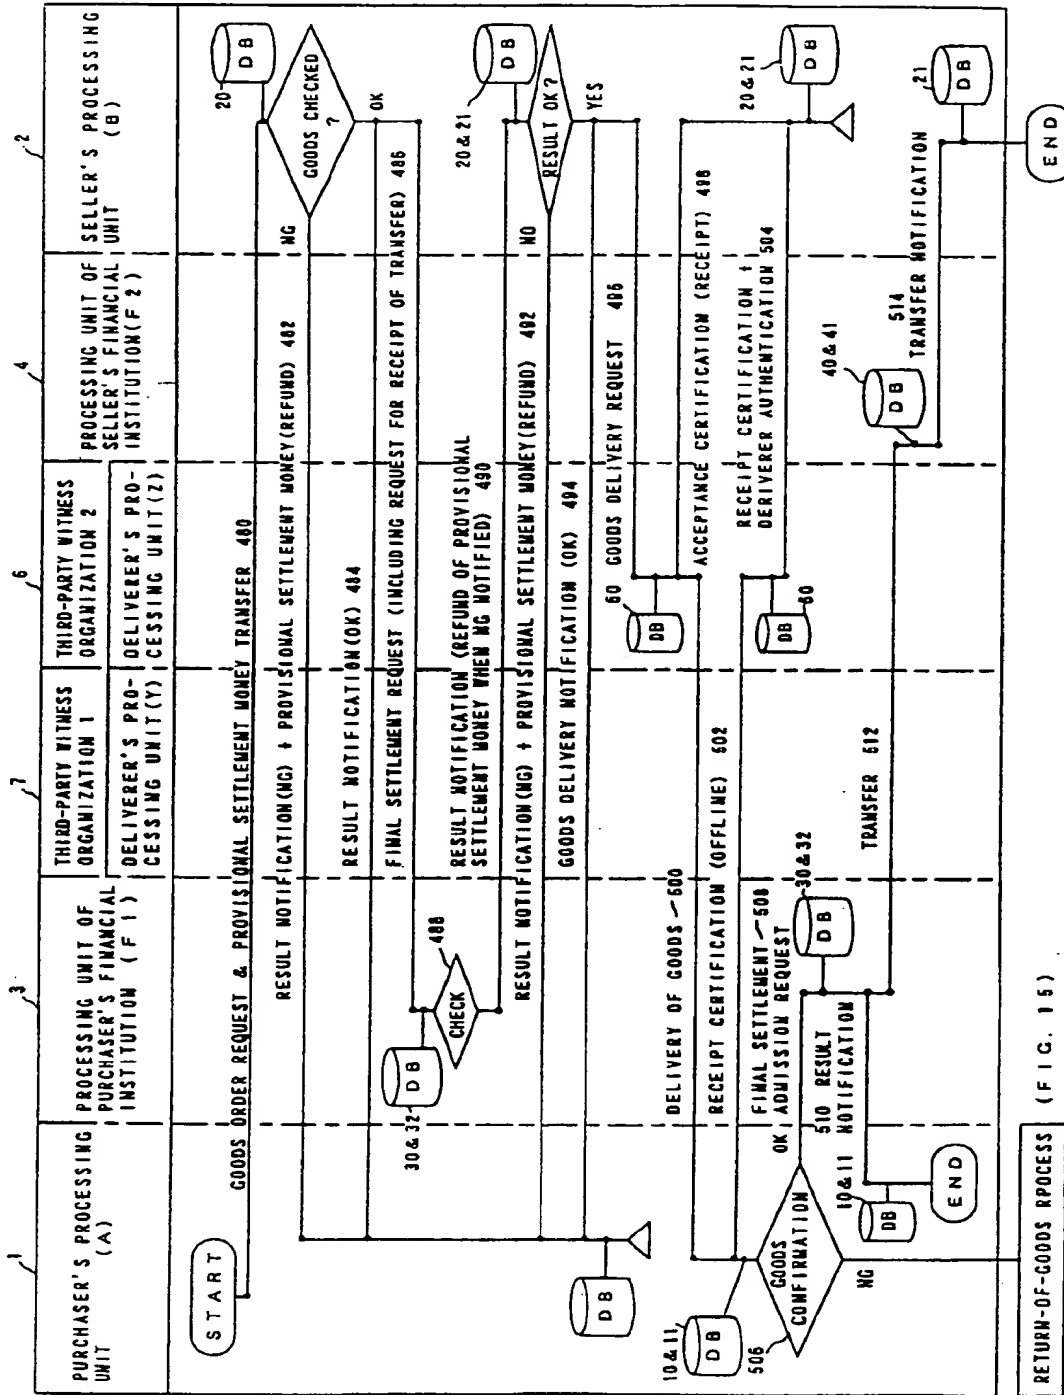 1
PURCHASER'S PROCESSING
UNIT (A)
3
PROCESSING UNIT OF
PURCHASER'S FINANCIAL
INSTITUTION (F 1)
7
THIRD-PARTY WITNESS
ORGANIZATION 1
DELIVERER'S PRO-
CESSING UNIT(Y)
6
THIRD-PARTY WITNESS
ORGANIZATION 2
DELIVERER'S PRO-
CESSING UNIT(Z)
4
PROCESSING UNIT OF
SELLER'S FINANCIAL
INSTITUTION(F 2)
2
SELLER'S PROCESSING
UNIT (B)
START
GOODS ORDER REQUEST & PROVISIONAL SETTLEMENT MONEY TRANSFER 480
20
DB
GOODS CHECKED
?
NG
RESULT NOTIFICATION(NG) + PROVISIONAL SETTLEMENT MONEY(REFUND) 482
OK
RESULT NOTIFICATION(OK) 484
FINAL SETTLEMENT REQUEST (INCLUDING REQUEST FOR RECEIPT OF TRANSFER) 486
30&32
DB
CHECK
488
RESULT NOTIFICATION (REFUND OF PROVISIONAL
SETTLEMENT MONEY WHEN NG NOTIFIED) 490
20&21
DB
RESULT OK?
NO
RESULT NOTIFICATION(NG) + PROVISIONAL SETTLEMENT MONEY(REFUND) 492
YES
GOODS DELIVERY NOTIFICATION (OK) 494
DB
GOODS DELIVERY REQUEST 496
60
DB
ACCEPTANCE CERTIFICATION (RECEIPT) 498
DELIVERY OF GOODS 500
RECEIPT CERTIFICATION (OFFLINE) 502
DB
60
RECEIPT CERTIFICATION +
DERIVERER AUTHENTICATION 504
20&21
DB
10&11
DB
506
GOODS
CONFIRMATION
OK
NG
FINAL SETTLEMENT 508
ADMISSION REQUEST
30&32
DB
510 RESULT
NOTIFICATION
10&11
DB
END
TRANSFER 512
40&41
DB
514
TRANSFER NOTIFICATION
21
DB
END
RETURN-OF-GOODS RPOCESS (FIG. 15)